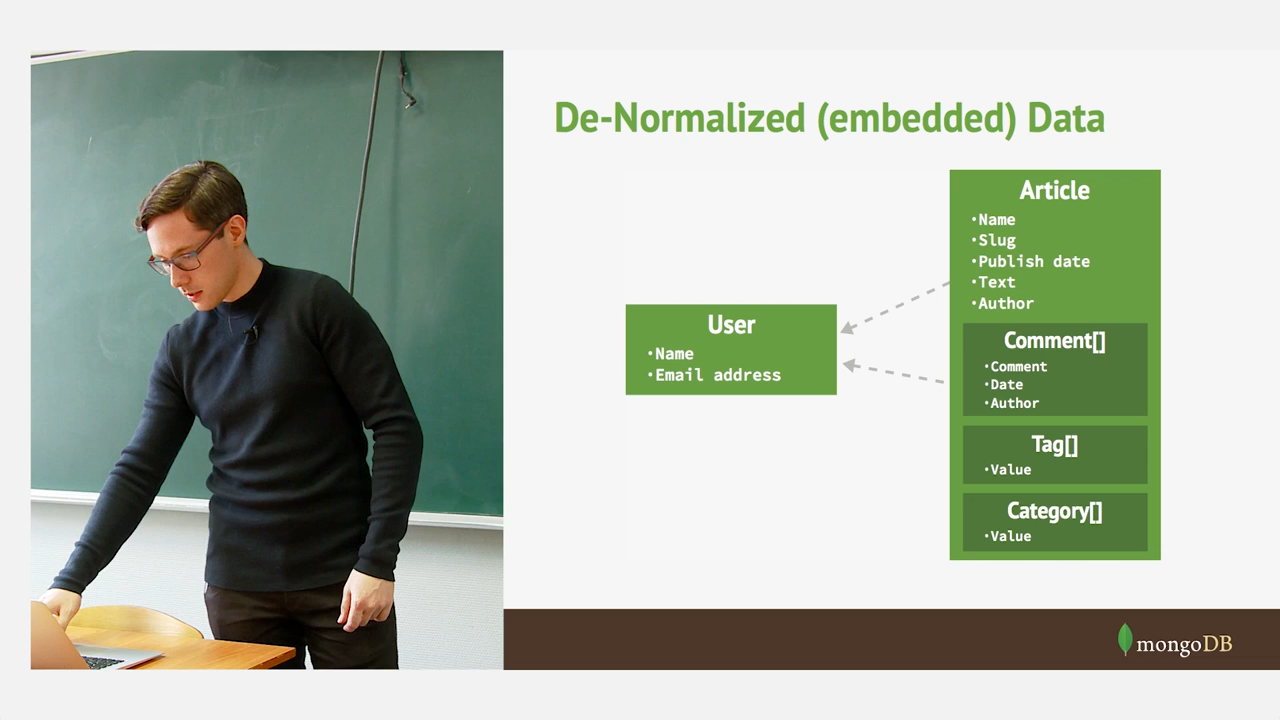 De-Normalized (embedded) Data
User
•Name
•Email address
Article
•Name
•Slug
•Publish date
•Text
•Author
Comment[]
•Comment
•Date
•Author
Tag[]
•Value
Category[]
•Value
mongoDB